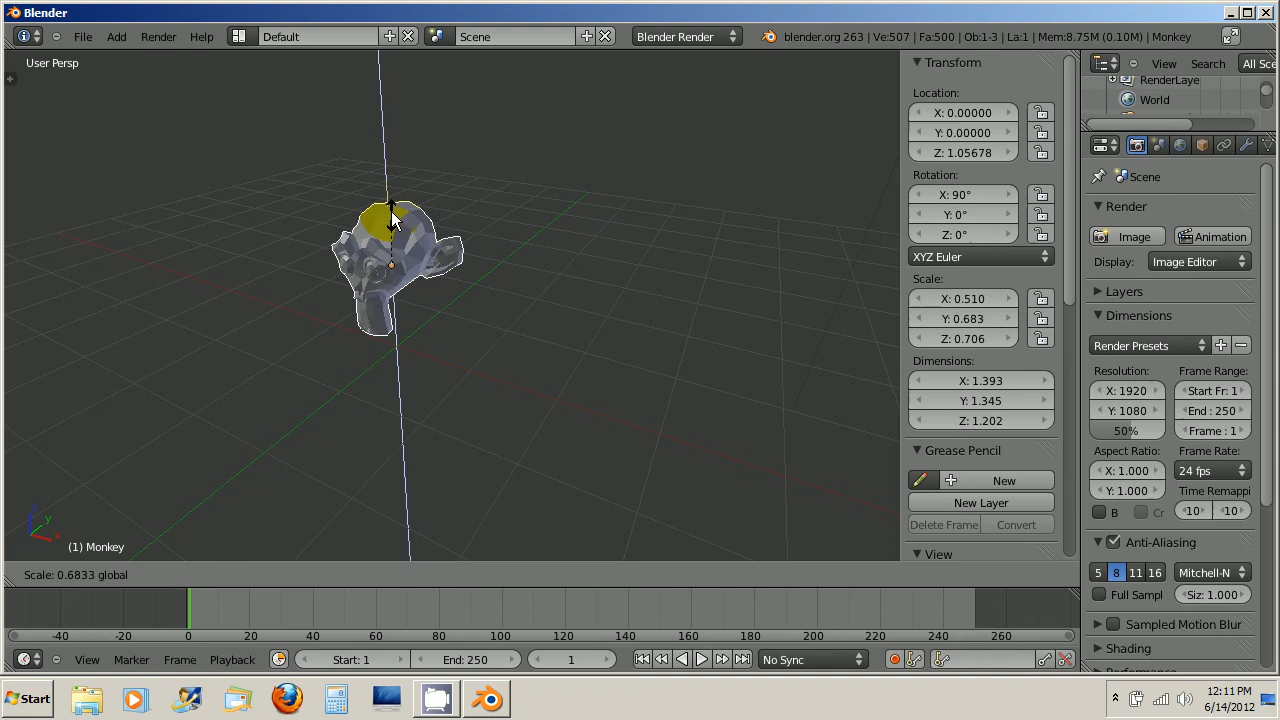 Blender
File Add Render Help Default Scene Blender Render blender.org 263 | Ve:507 | Fa:500 | Ob:1-3 | La:1 | Mem:8.75M (0.10M) | Monkey
User Persp
Transform
Location:
X: 0.00000
Y: 0.00000
Z: 1.05678
Rotation:
X: 90°
Y: 0°
Z: 0°
XYZ Euler
Scale:
X: 0.510
Y: 0.683
Z: 0.706
Dimensions:
X: 1.393
Y: 1.345
Z: 1.202
Grease Pencil
New
New Layer
Delete Frame Convert
View
View Search All Sce
RenderLaye
World
Scene
Render
Image Animation
Display: Image Editor
Layers
Dimensions
Render Presets
Resolution: Frame Range:
X: 1920 Start Fr: 1
Y: 1080 End : 250
50% Frame : 1
Aspect Ratio: Frame Rate:
X: 1.000 24 fps
Y: 1.000 Time Remappi
B Cr 10 10
Anti-Aliasing
5 8 11 16 Mitchell-N
Full Sampl Siz: 1.000
Sampled Motion Blur
Shading
x
y
(1) Monkey
Scale: 0.6833 global
-40 -20 0 20 40 60 80 100 120 140 160 180 200 220 240 260
View Marker Frame Playback Start: 1 End: 250 1 No Sync
Start
12:11 PM
6/14/2012